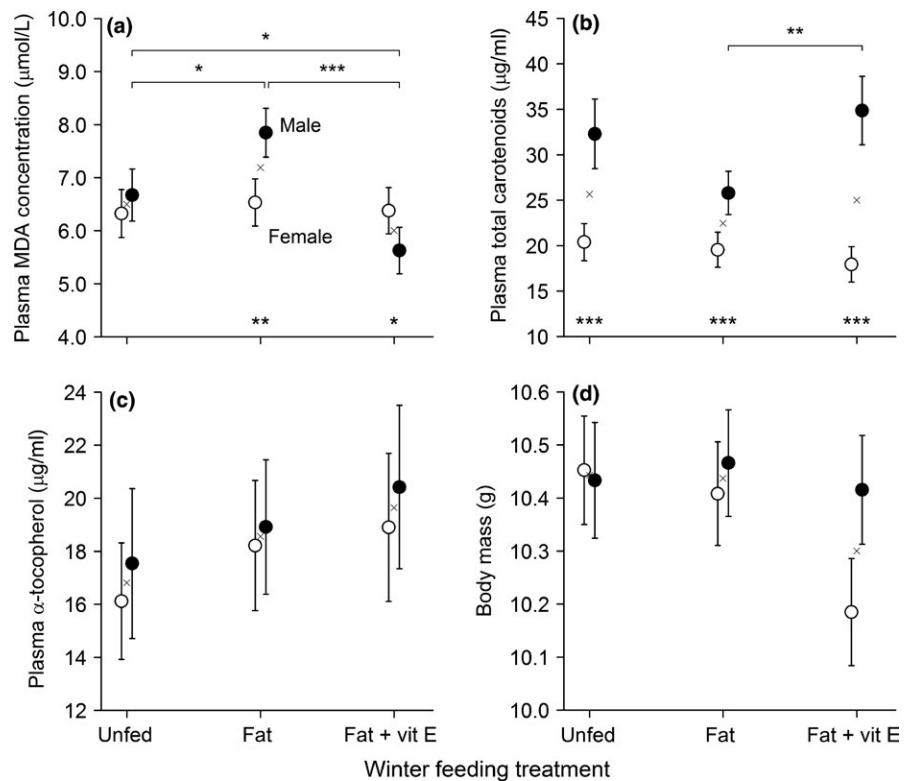 (a)
Plasma MDA concentration (μmol/L)
10.0
9.0
8.0
7.0
6.0
5.0
4.0
*
*
***
Male
Female
**
*
(b)
Plasma total carotenoids (μg/ml)
45
40
35
30
25
20
15
10
**
***
***
***
(c)
Plasma α-tocopherol (μg/ml)
24
22
20
18
16
14
12
Unfed
Fat
Fat + vit E
(d)
Body mass (g)
10.6
10.5
10.4
10.3
10.2
10.1
10.0
Unfed
Fat
Fat + vit E
Winter feeding treatment